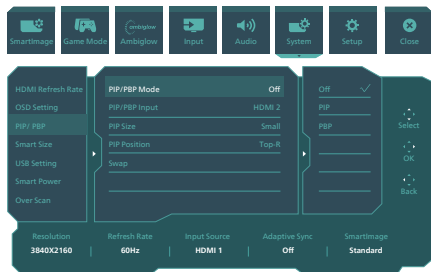 ambiglow
SmartImage Game Mode Ambiglow Input Audio System Setup Close
HDMI Refresh Rate PIP/PBP Mode Off Off
OSD Setting PIP/PBP Input HDMI 2 PIP
PIP/ PBP PIP Size Small PBP Select
Smart Size PIP Position Top-R
USB Setting Swap OK
Smart Power Back
Over Scan
Resolution Refresh Rate Input Source Adaptive Sync SmartImage
3840X2160 60Hz HDMI 1 Off Standard